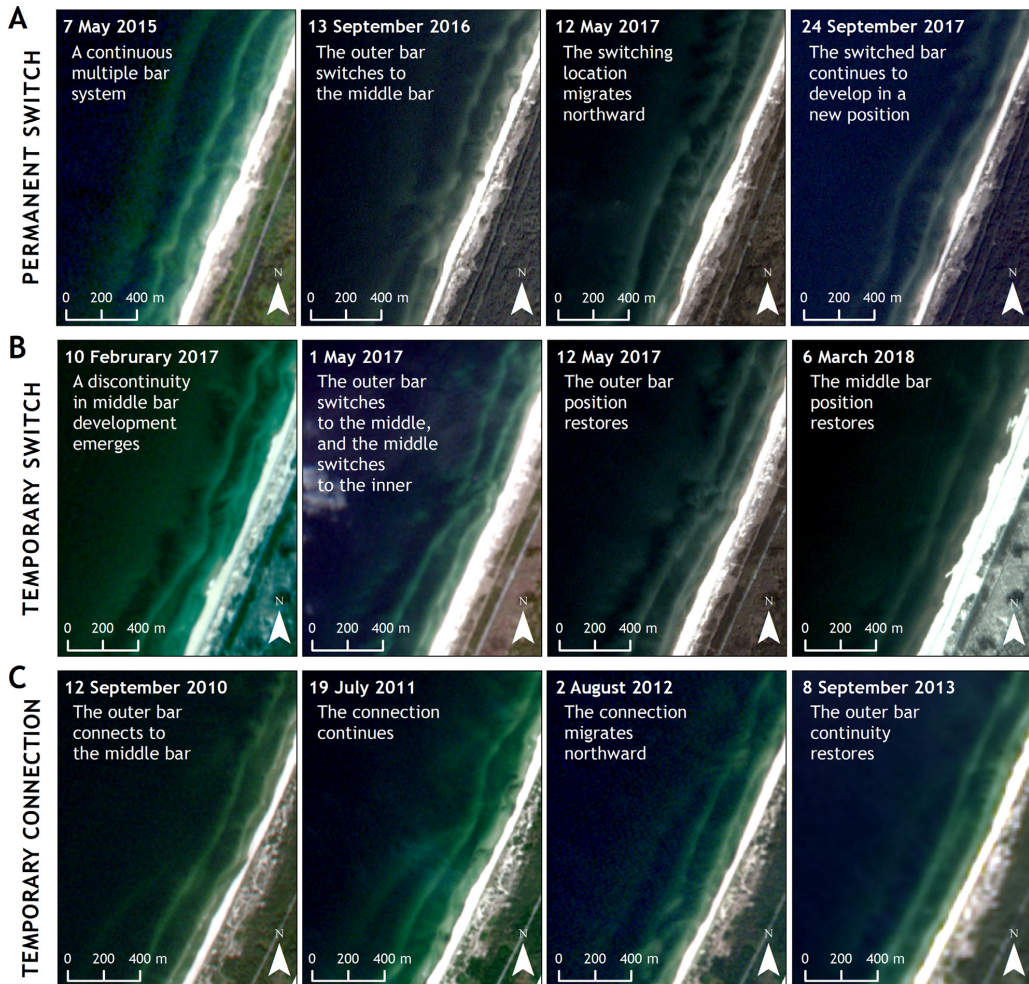 A
PERMANENT SWITCH
7 May 2015
A continuous
multiple bar
system
N
0 200 400 m
13 September 2016
The outer bar
switches to
the middle bar
N
0 200 400 m
12 May 2017
The switching
location
migrates
northward
N
0 200 400 m
24 September 2017
The switched bar
continues to
develop in a
new position
N
0 200 400 m
B
TEMPORARY SWITCH
10 Februrary 2017
A discontinuity
in middle bar
development
emerges
N
0 200 400 m
1 May 2017
The outer bar
switches
to the middle,
and the middle
switches
to the inner
N
0 200 400 m
12 May 2017
The outer bar
position
restores
N
0 200 400 m
6 March 2018
The middle bar
position
restores
N
0 200 400 m
C
TEMPORARY CONNECTION
12 September 2010
The outer bar
connects to
the middle bar
N
0 200 400 m
19 July 2011
The connection
continues
N
0 200 400 m
2 August 2012
The connection
migrates
northward
N
0 200 400 m
8 September 2013
The outer bar
continuity
restores
N
0 200 400 m